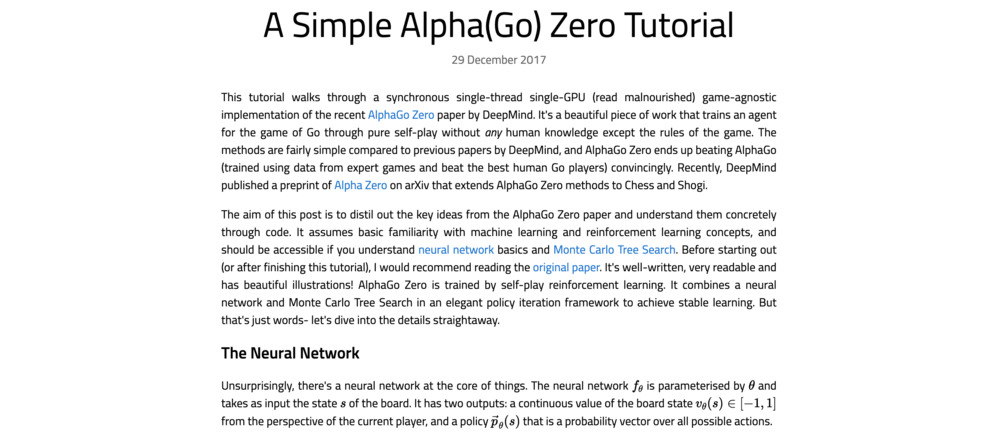 A Simple Alpha(Go) Zero Tutorial
29 December 2017
This tutorial walks through a synchronous single-thread single-GPU (read malnourished) game-agnostic
implementation of the recent AlphaGo Zero paper by DeepMind. It's a beautiful piece of work that trains an agent
for the game of Go through pure self-play without any human knowledge except the rules of the game. The
methods are fairly simple compared to previous papers by DeepMind, and AlphaGo Zero ends up beating AlphaGo
(trained using data from expert games and beat the best human Go players) convincingly. Recently, DeepMind
published a preprint of Alpha Zero on arXiv that extends AlphaGo Zero methods to Chess and Shogi.
The aim of this post is to distil out the key ideas from the AlphaGo Zero paper and understand them concretely
through code. It assumes basic familiarity with machine learning and reinforcement learning concepts, and
should be accessible if you understand neural network basics and Monte Carlo Tree Search. Before starting out
(or after finishing this tutorial), I would recommend reading the original paper. It's well-written, very readable and
has beautiful illustrations! AlphaGo Zero is trained by self-play reinforcement learning. It combines a neural
network and Monte Carlo Tree Search in an elegant policy iteration framework to achieve stable learning. But
that's just words- let's dive into the details straightaway.
The Neural Network
Unsurprisingly, there's a neural network at the core of things. The neural network f_θ is parameterised by θ and
takes as input the state s of the board. It has two outputs: a continuous value of the board state v_θ(s) ∈ [−1, 1]
from the perspective of the current player, and a policy p⃗_θ(s) that is a probability vector over all possible actions.